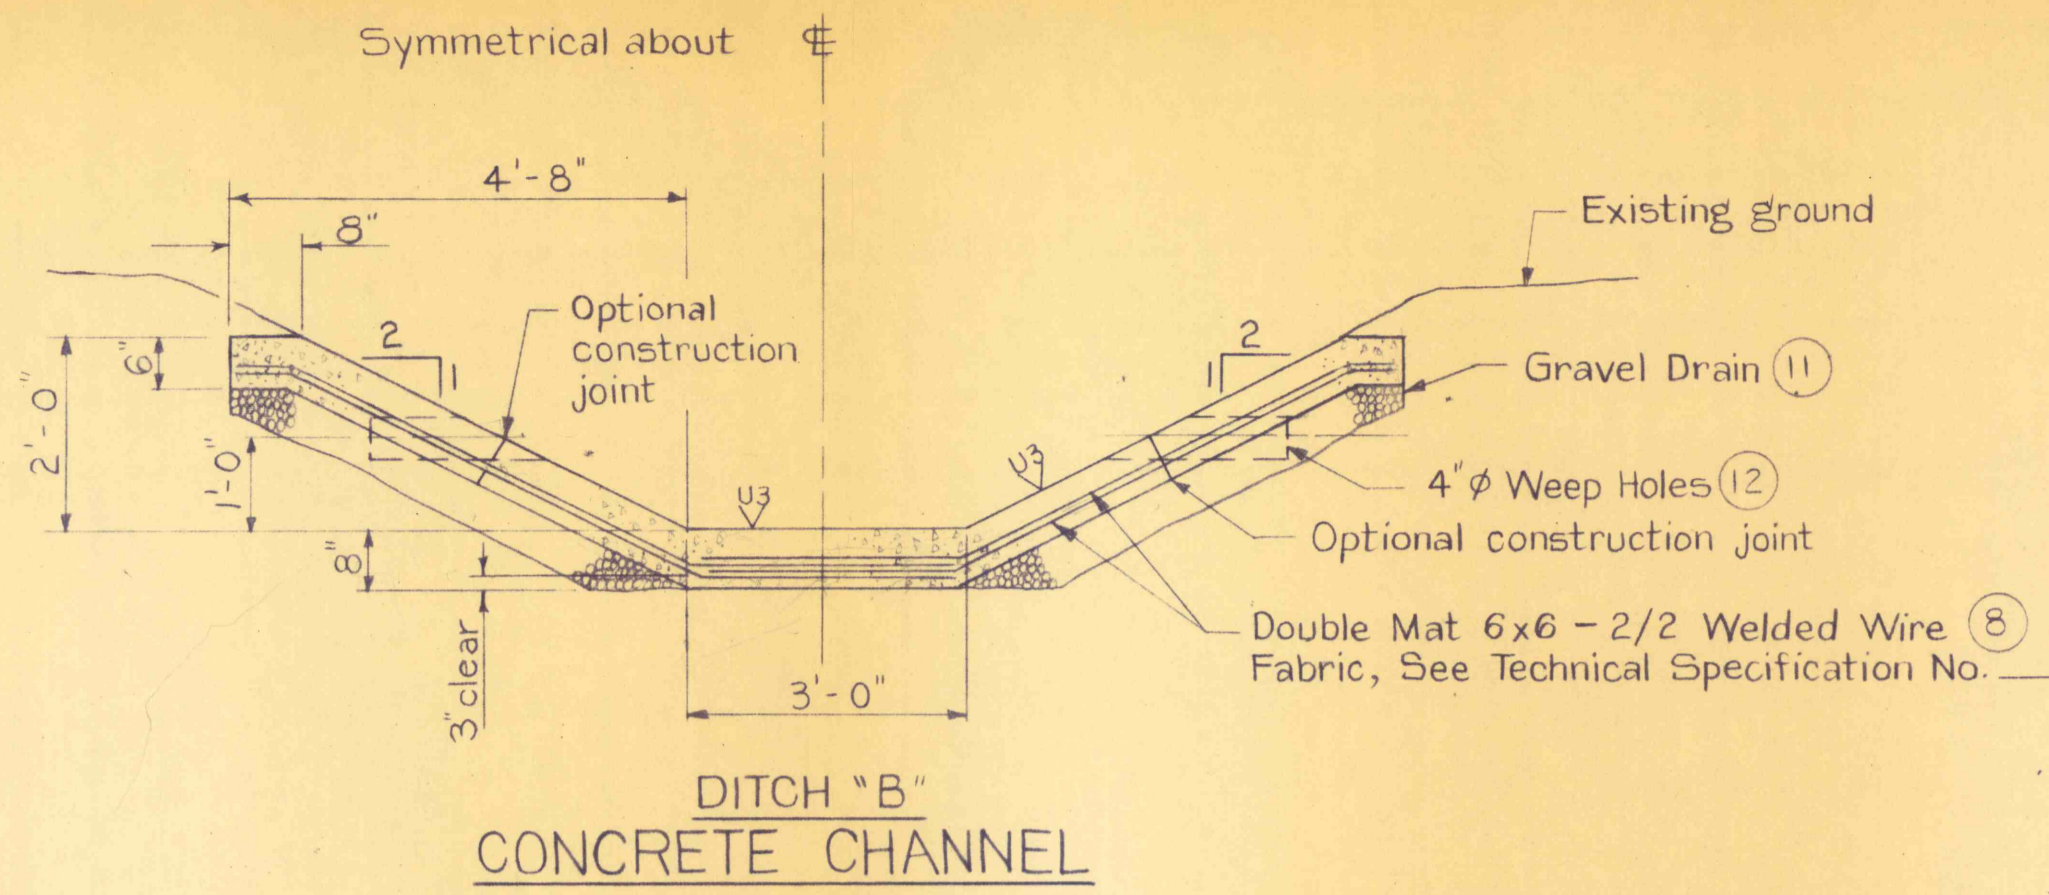 Symmetrical about ℄
4'-8"
8"
Existing ground
Optional
construction
joint
2
1
2
1
6"
2'-0"
1'-0"
8"
3" clear
Gravel Drain 11
U3
U3
4"ϕ Weep Holes 12
Optional construction joint
Double Mat 6x6 - 2/2 Welded Wire 8
Fabric, See Technical Specification No. __
3'-0"
DITCH "B"
CONCRETE CHANNEL